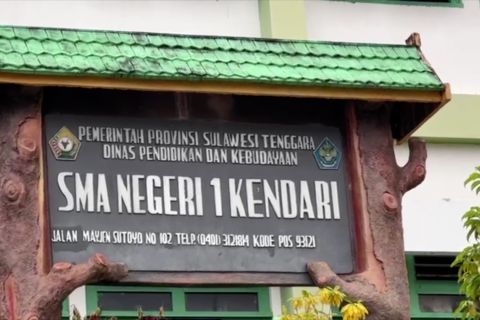 PEMERINTAH PROVINSI SULAWESI TENGGARA
DINAS PENDIDIKAN DAN KEBUDAYAAN
SMA NEGERI 1 KENDARI
JALAN MAYJEN SUTOYO NO 102 TELP. (0401) 3121814 KODE POS 93121